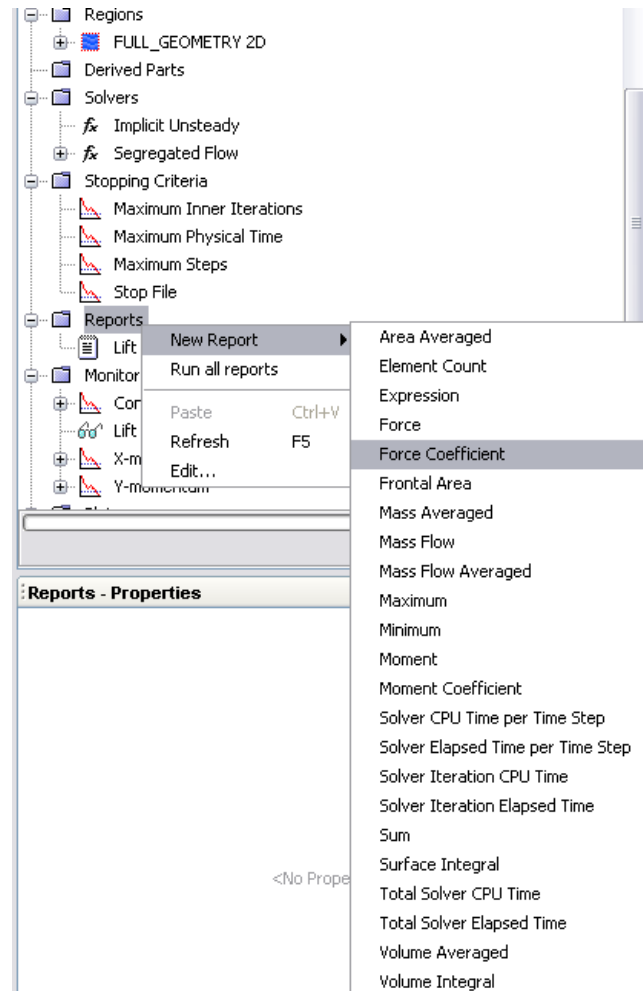 Regions
FULL_GEOMETRY 2D
Derived Parts
Solvers
fx Implicit Unsteady
fx Segregated Flow
Stopping Criteria
Maximum Inner Iterations
Maximum Physical Time
Maximum Steps
Stop File
Reports
Lift
Monitor
Con
Lift
X-m
Y-momentum
New Report
Run all reports
Paste Ctrl+V
Refresh F5
Edit...
Area Averaged
Element Count
Expression
Force
Force Coefficient
Frontal Area
Mass Averaged
Mass Flow
Mass Flow Averaged
Maximum
Minimum
Moment
Moment Coefficient
Solver CPU Time per Time Step
Solver Elapsed Time per Time Step
Solver Iteration CPU Time
Solver Iteration Elapsed Time
Sum
Surface Integral
Total Solver CPU Time
Total Solver Elapsed Time
Volume Averaged
Volume Integral
Reports - Properties
<No Prope